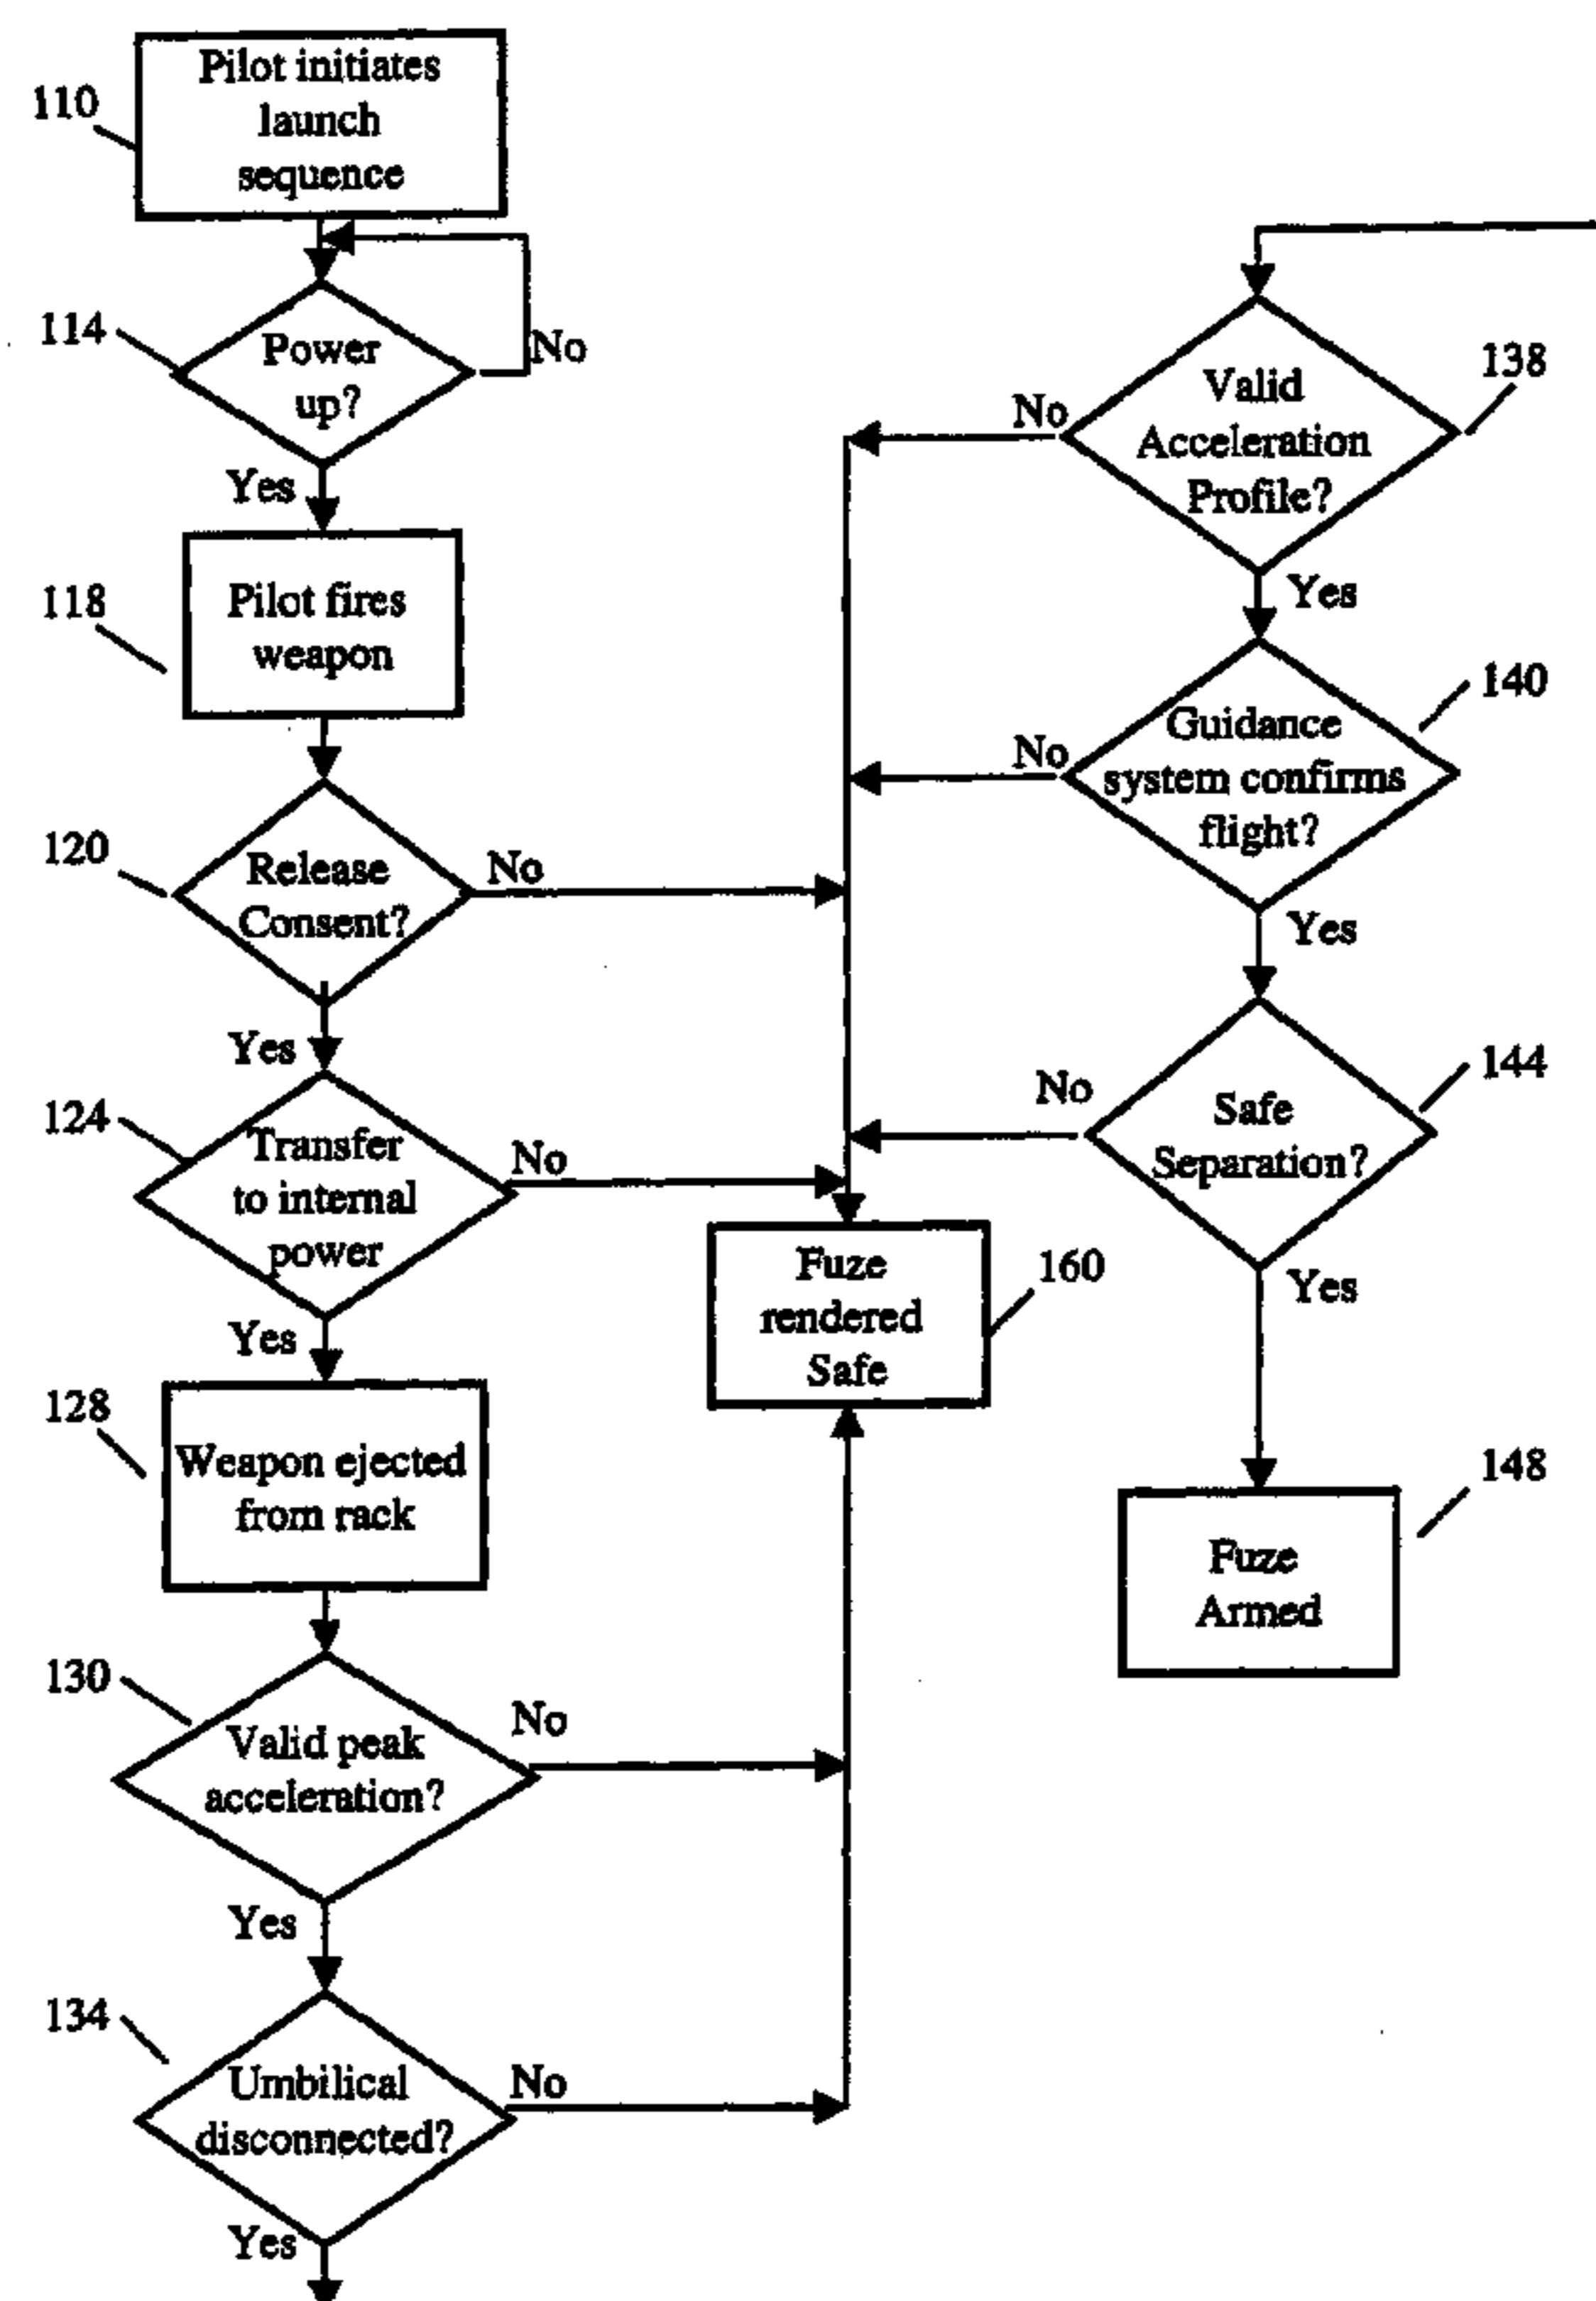 110
Pilot initiates
launch
sequence
114
Power
up?
No
Yes
118
Pilot fires
weapon
120
Release
Consent?
No
Yes
124
Transfer
to internal
power
No
Yes
128
Weapon ejected
from rack
130
Valid peak
acceleration?
No
Yes
134
Umbilical
disconnected?
No
Yes
138
Valid
Acceleration
Profile?
No
Yes
140
Guidance
system confirms
flight?
No
Yes
144
Safe
Separation?
No
Yes
148
Fuze
Armed
160
Fuze
rendered
Safe